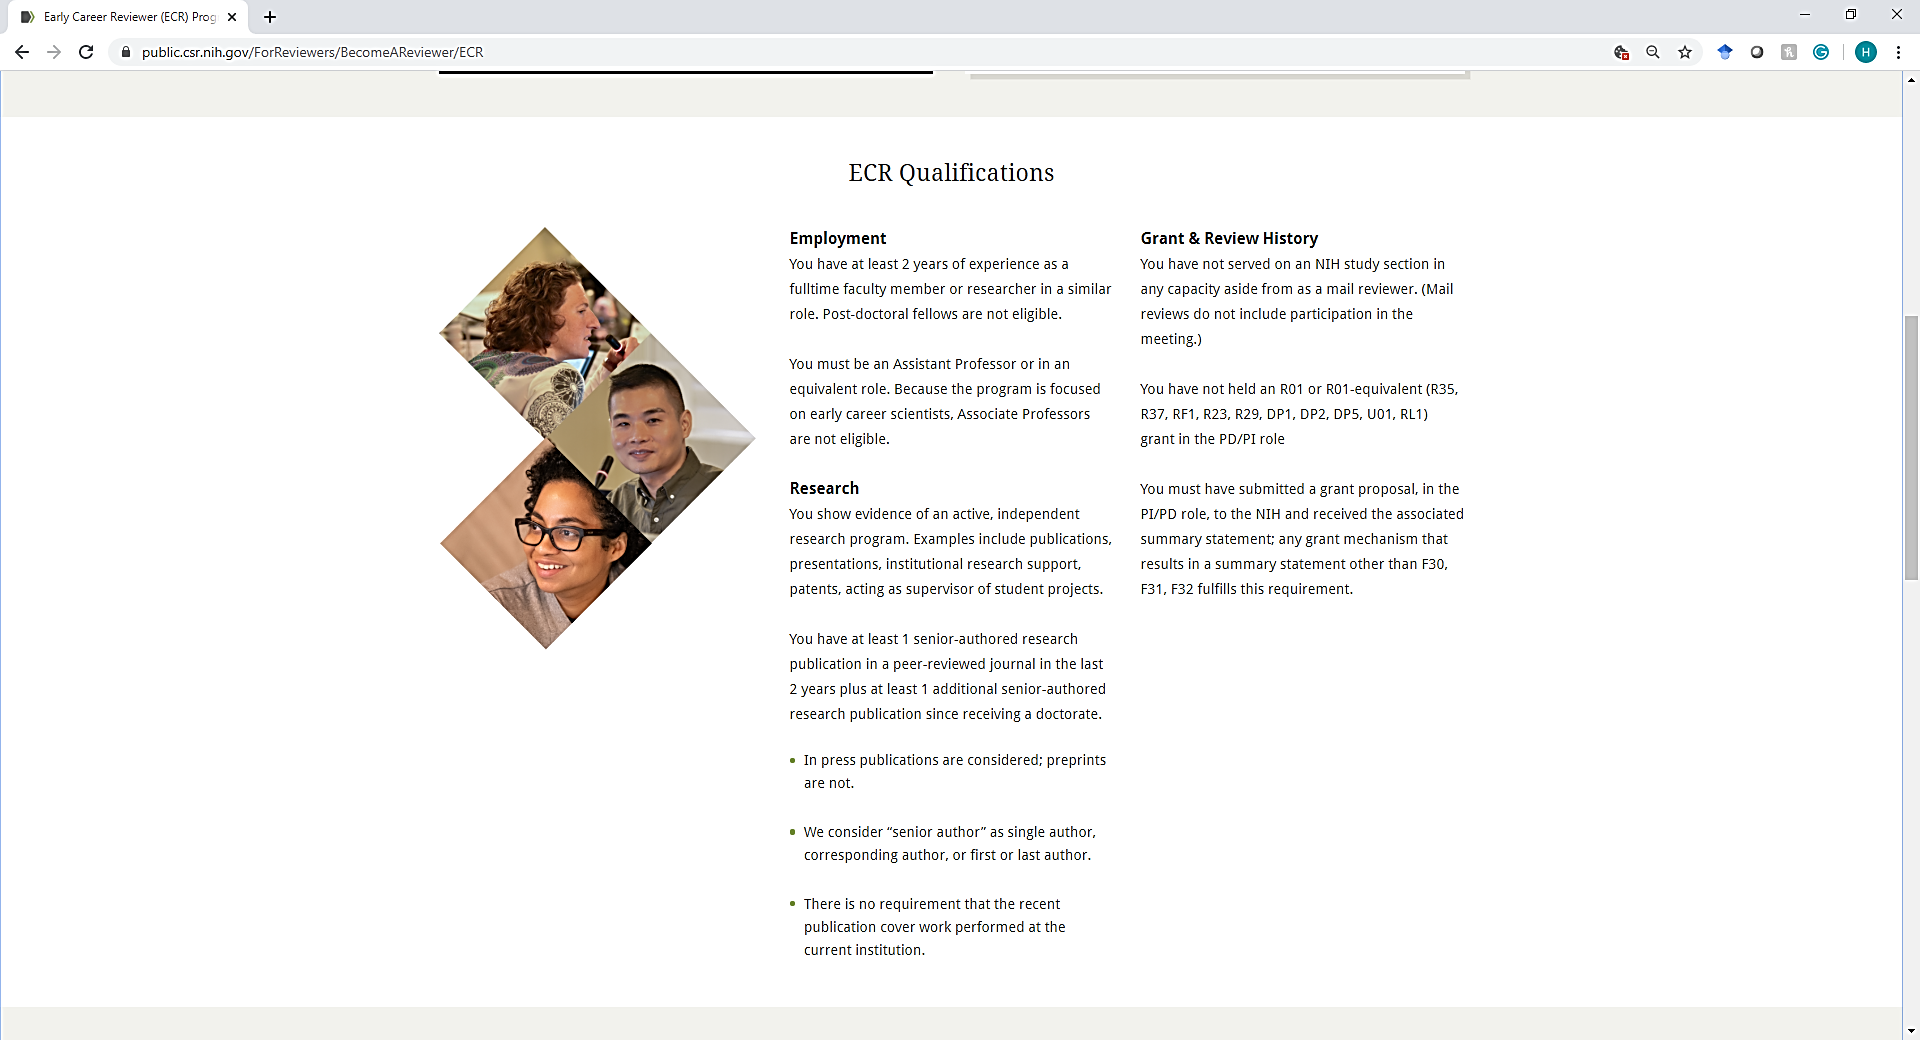 Early Career Reviewer (ECR) Prog
public.csr.nih.gov/ForReviewers/BecomeAReviewer/ECR
H
ECR Qualifications
Employment
You have at least 2 years of experience as a
fulltime faculty member or researcher in a similar
role. Post-doctoral fellows are not eligible.
You must be an Assistant Professor or in an
equivalent role. Because the program is focused
on early career scientists, Associate Professors
are not eligible.
Research
You show evidence of an active, independent
research program. Examples include publications,
presentations, institutional research support,
patents, acting as supervisor of student projects.
You have at least 1 senior-authored research
publication in a peer-reviewed journal in the last
2 years plus at least 1 additional senior-authored
research publication since receiving a doctorate.
In press publications are considered; preprints
are not.
We consider “senior author” as single author,
corresponding author, or first or last author.
There is no requirement that the recent
publication cover work performed at the
current institution.
Grant & Review History
You have not served on an NIH study section in
any capacity aside from as a mail reviewer. (Mail
reviews do not include participation in the
meeting.)
You have not held an R01 or R01-equivalent (R35,
R37, RF1, R23, R29, DP1, DP2, DP5, U01, RL1)
grant in the PD/PI role
You must have submitted a grant proposal, in the
PI/PD role, to the NIH and received the associated
summary statement; any grant mechanism that
results in a summary statement other than F30,
F31, F32 fulfills this requirement.